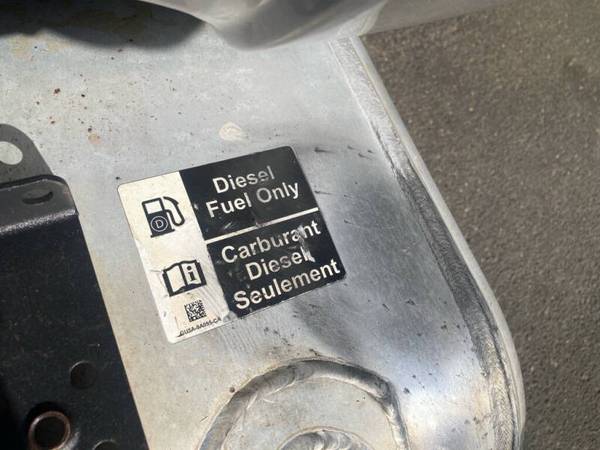 Diesel
Fuel Only
Carburant
Diesel
Seulement
D
i